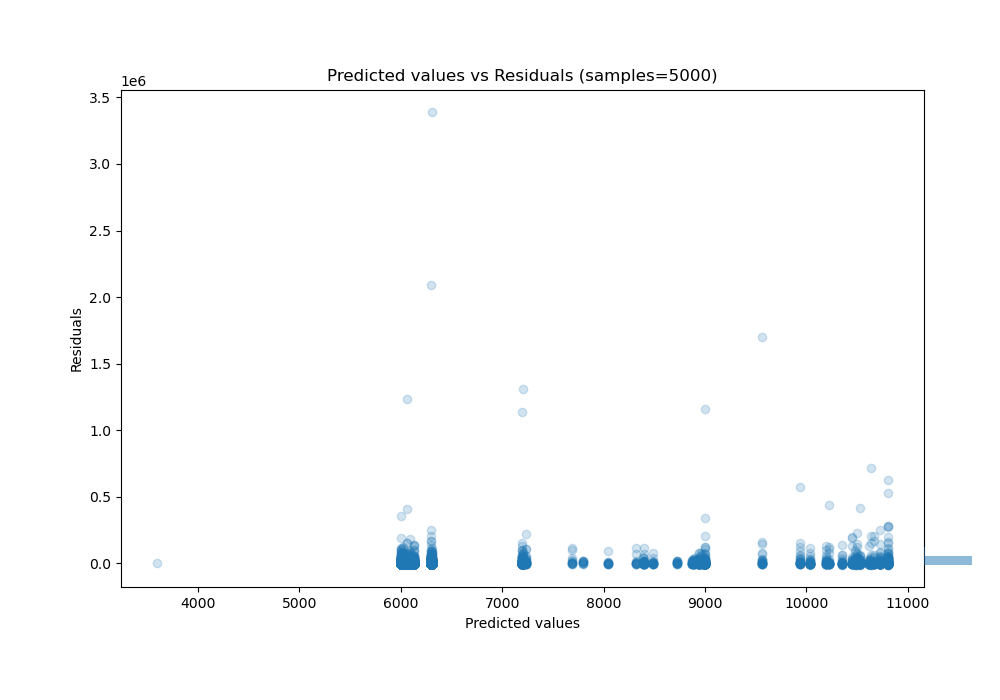 Predicted values vs Residuals (samples=5000)
1e6
3.5
3.0
2.5
2.0
1.5
1.0
0.5
0.0
Residuals
4000 5000 6000 7000 8000 9000 10000 11000
Predicted values